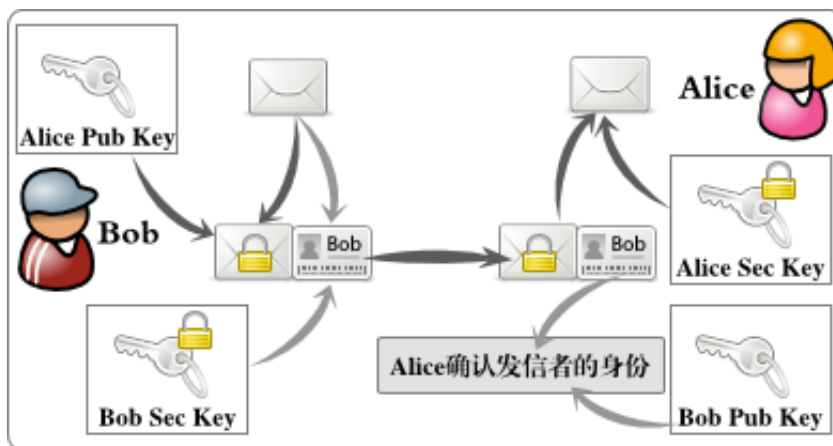 Alice Pub Key
Alice
Bob
Bob
Bob
Alice Sec Key
Bob Sec Key
Alice确认发信者的身份
Bob Pub Key